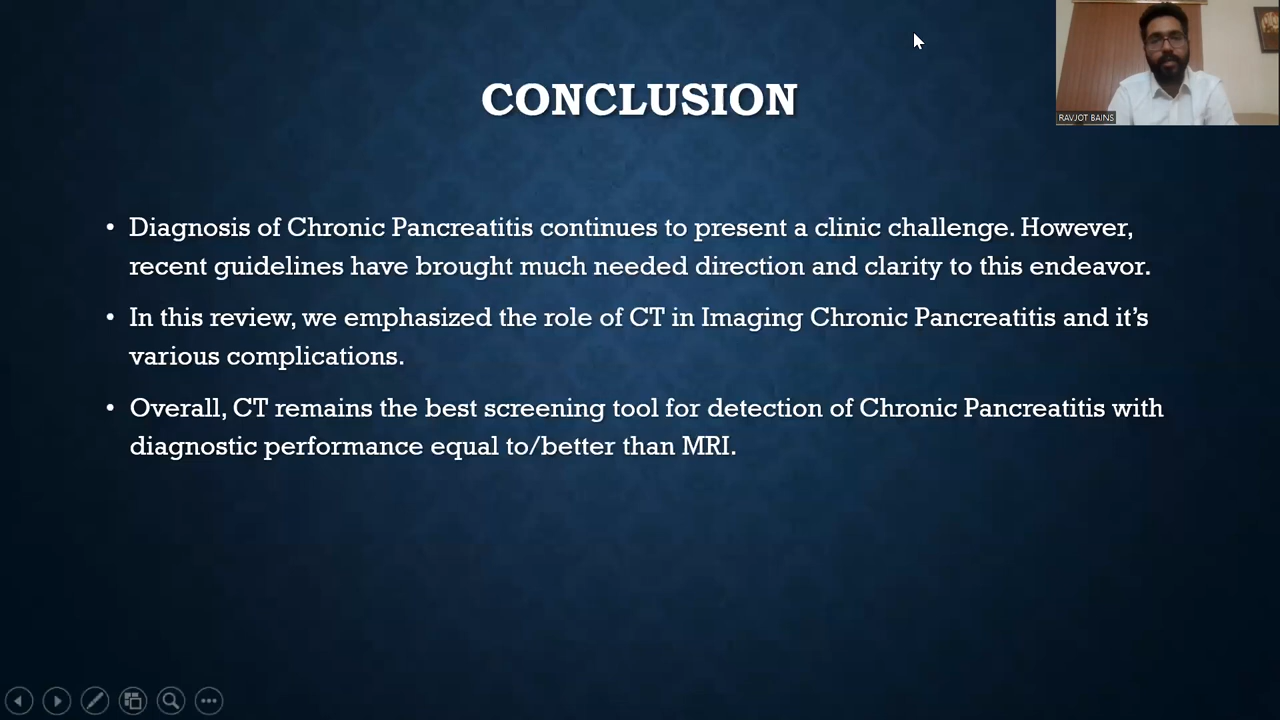 CONCLUSION
RAVJOT BAINS
• Diagnosis of Chronic Pancreatitis continues to present a clinic challenge. However,
recent guidelines have brought much needed direction and clarity to this endeavor.
• In this review, we emphasized the role of CT in Imaging Chronic Pancreatitis and it’s
various complications.
• Overall, CT remains the best screening tool for detection of Chronic Pancreatitis with
diagnostic performance equal to/better than MRI.